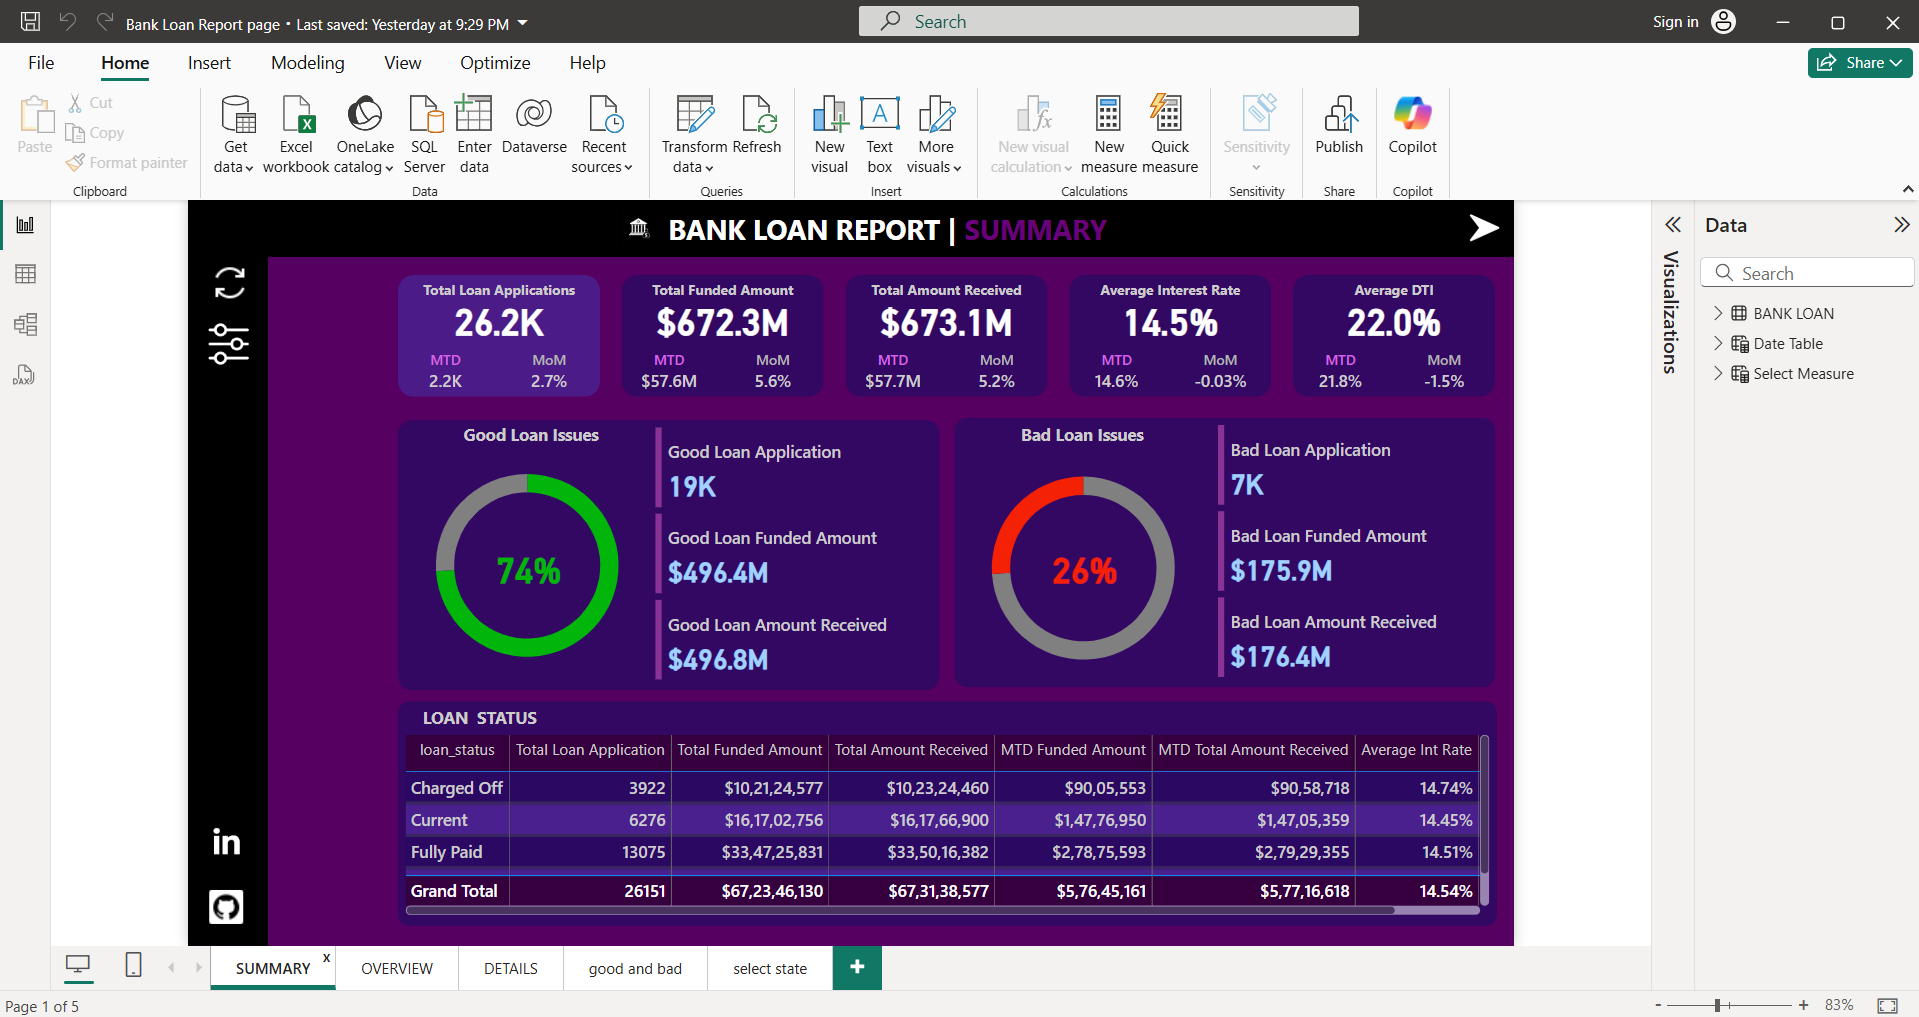 Bank Loan Report page • Last saved: Yesterday at 9:29 PM
Search
Sign in
File Home Insert Modeling View Optimize Help
Share
Paste
Cut
Copy
Format painter
Clipboard
Get data
Excel workbook
OneLake catalog
SQL Server
Enter data
Dataverse
Recent sources
Data
Transform data
Refresh
Queries
New visual
Text box
More visuals
Insert
New visual calculation
New measure
Quick measure
Calculations
Sensitivity
Sensitivity
Publish
Share
Copilot
Copilot
BANK LOAN REPORT | SUMMARY
Total Loan Applications
26.2K
MTD MoM
2.2K 2.7%
Total Funded Amount
$672.3M
MTD MoM
$57.6M 5.6%
Total Amount Received
$673.1M
MTD MoM
$57.7M 5.2%
Average Interest Rate
14.5%
MTD MoM
14.6% -0.03%
Average DTI
22.0%
MTD MoM
21.8% -1.5%
Good Loan Issues
74%
Good Loan Application
19K
Good Loan Funded Amount
$496.4M
Good Loan Amount Received
$496.8M
Bad Loan Issues
26%
Bad Loan Application
7K
Bad Loan Funded Amount
$175.9M
Bad Loan Amount Received
$176.4M
LOAN STATUS
loan_status Total Loan Application Total Funded Amount Total Amount Received MTD Funded Amount MTD Total Amount Received Average Int Rate
Charged Off 3922 $10,21,24,577 $10,23,24,460 $90,05,553 $90,58,718 14.74%
Current 6276 $16,17,02,756 $16,17,66,900 $1,47,76,950 $1,47,05,359 14.45%
Fully Paid 13075 $33,47,25,831 $33,50,16,382 $2,78,75,593 $2,79,29,355 14.51%
Grand Total 26151 $67,23,46,130 $67,31,38,577 $5,76,45,161 $5,77,16,618 14.54%
in
Visualizations
Data
Search
BANK LOAN
Date Table
Select Measure
SUMMARY x OVERVIEW DETAILS good and bad select state +
Page 1 of 5
- + 83%